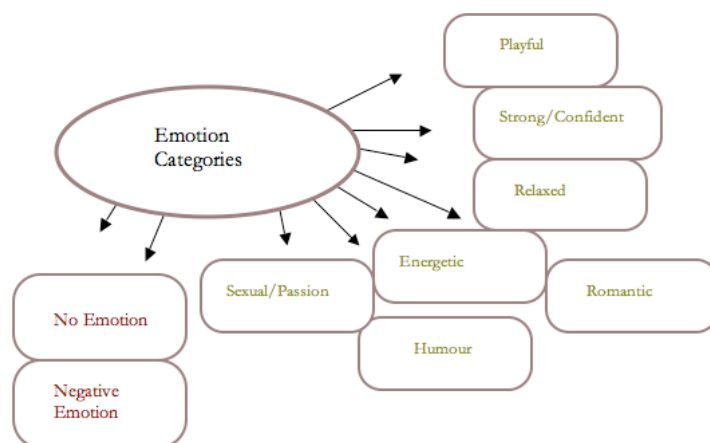 Playful
Emotion
Categories
Strong/Confident
Relaxed
Energetic
Sexual/Passion
Romantic
No Emotion
Humour
Negative
Emotion